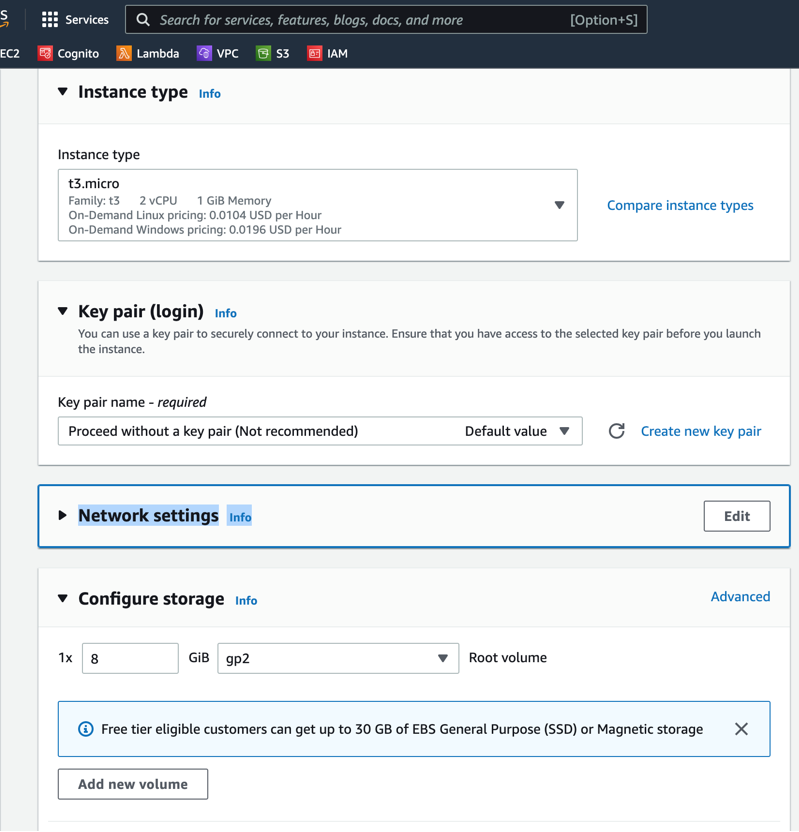 S
Services
Search for services, features, blogs, docs, and more
[Option+S]
EC2 Cognito Lambda VPC S3 IAM
Instance type Info
Instance type
t3.micro
Family: t3 2 vCPU 1 GiB Memory
On-Demand Linux pricing: 0.0104 USD per Hour
On-Demand Windows pricing: 0.0196 USD per Hour
Compare instance types
Key pair (login) Info
You can use a key pair to securely connect to your instance. Ensure that you have access to the selected key pair before you launch
the instance.
Key pair name - required
Proceed without a key pair (Not recommended) Default value
Create new key pair
Network settings Info
Edit
Configure storage Info
Advanced
1x 8 GiB gp2 Root volume
Free tier eligible customers can get up to 30 GB of EBS General Purpose (SSD) or Magnetic storage
Add new volume